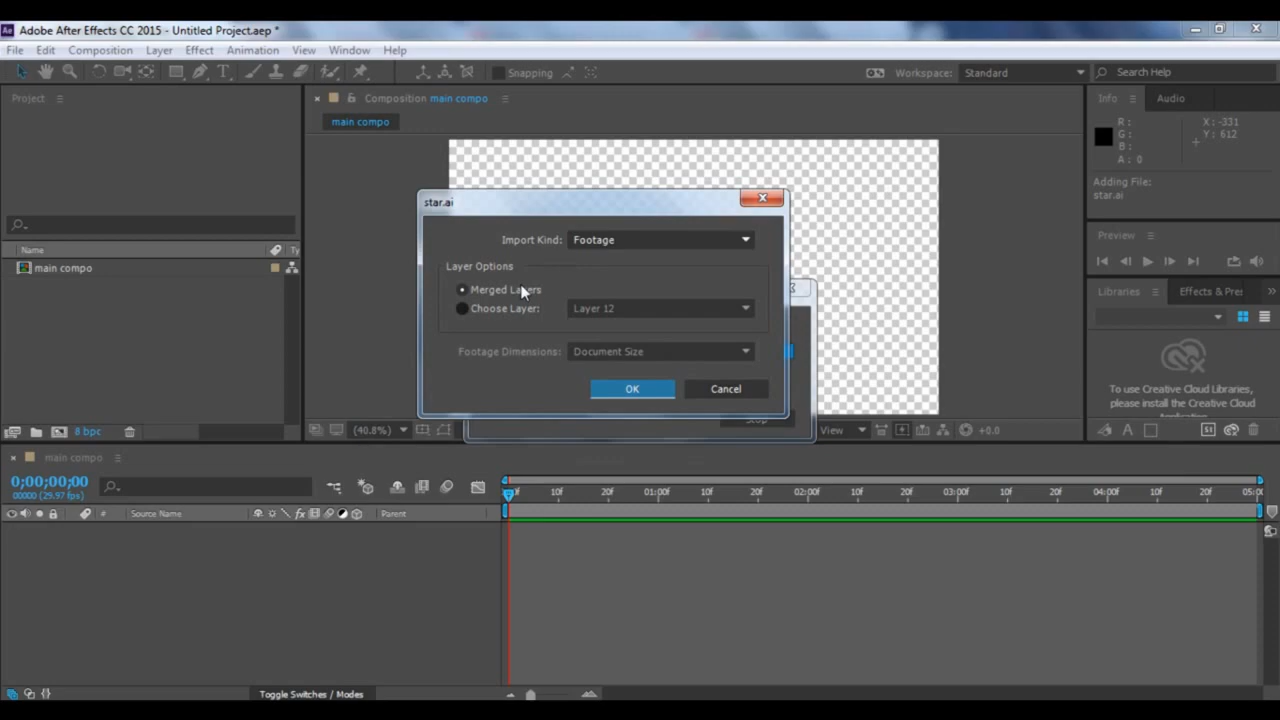 Adobe After Effects CC 2015 - Untitled Project.aep *
File Edit Composition Layer Effect Animation View Window Help
Snapping
Workspace: Standard
Search Help
Project
Composition main compo
main compo
Info Audio
R : X : -331
G : Y : 612
B :
A : 0
Adding File:
star.ai
star.ai
Import Kind: Footage
Layer Options
Merged Layers
Choose Layer: Layer 12
Footage Dimensions: Document Size
OK Cancel
Stop
Name Ty
main compo
Preview
Libraries Effects & Pre
To use Creative Cloud Libraries,
please install the Creative Cloud
Application
8 bpc
(40.8%)
View
+0.0
main compo
0;00;00;00
00000 (29.97 fps)
# Source Name Parent
10f 20f 01:00f 10f 20f 02:00f 10f 20f 03:00f 10f 20f 04:00f 10f 20f 05:0
Toggle Switches / Modes